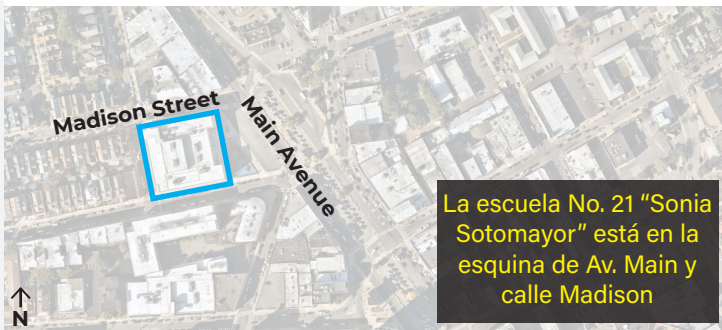 Madison Street
Main Avenue
La escuela No. 21 "Sonia
Sotomayor" está en la
esquina de Av. Main y
calle Madison
N